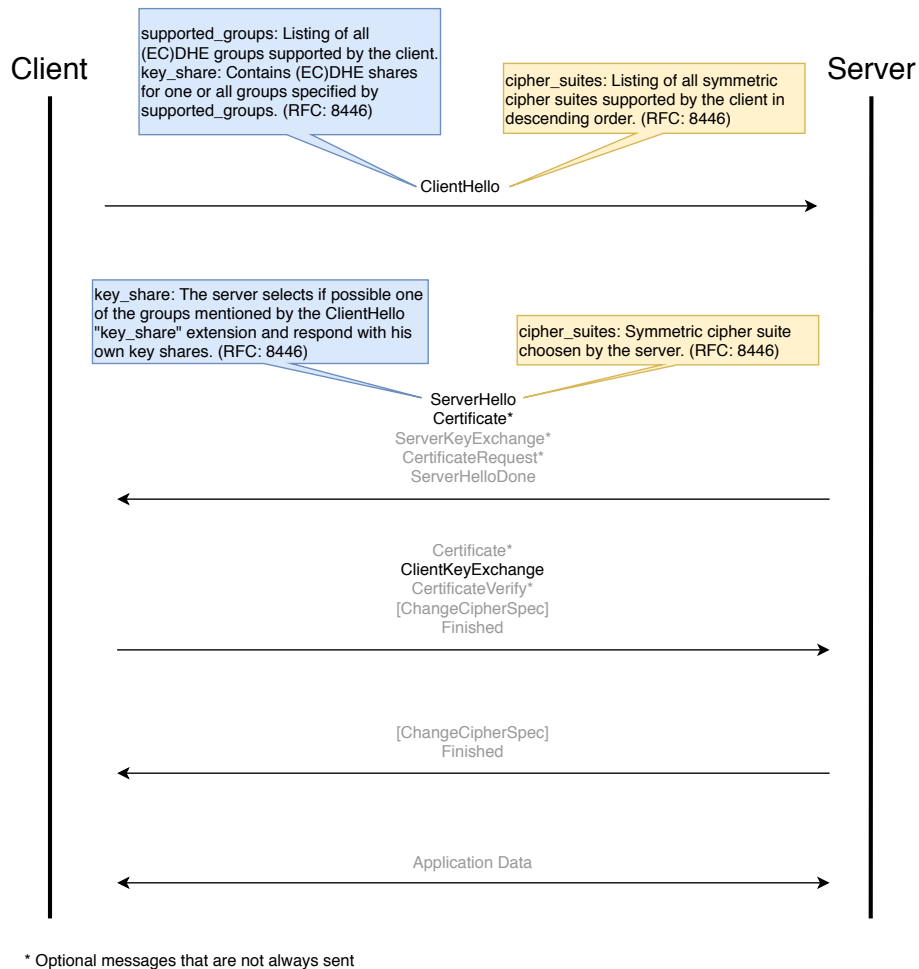 Client
Server
supported_groups: Listing of all
(EC)DHE groups supported by the client.
key_share: Contains (EC)DHE shares
for one or all groups specified by
supported_groups. (RFC: 8446)
cipher_suites: Listing of all symmetric
cipher suites supported by the client in
descending order. (RFC: 8446)
ClientHello
key_share: The server selects if possible one
of the groups mentioned by the ClientHello
"key_share" extension and respond with his
own key shares. (RFC: 8446)
cipher_suites: Symmetric cipher suite
choosen by the server. (RFC: 8446)
ServerHello
Certificate*
ServerKeyExchange*
CertificateRequest*
ServerHelloDone
Certificate*
ClientKeyExchange
CertificateVerify*
[ChangeCipherSpec]
Finished
[ChangeCipherSpec]
Finished
Application Data
* Optional messages that are not always sent